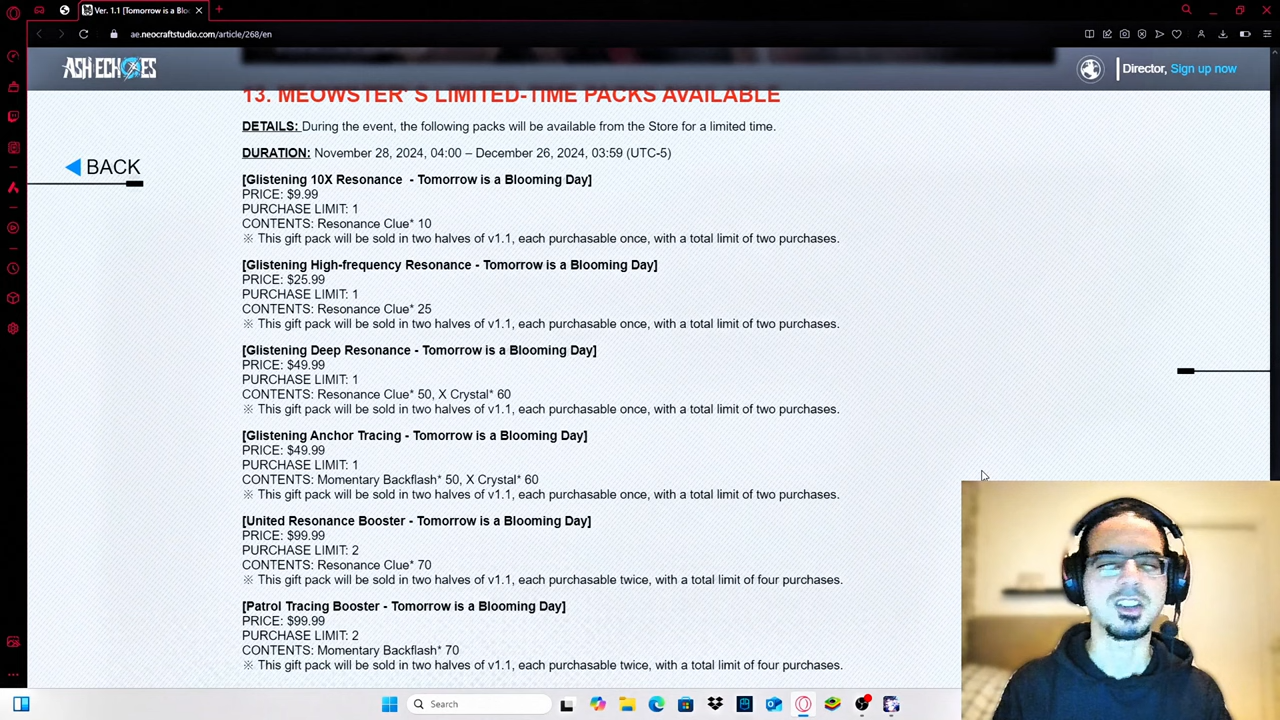 Ver. 1.1 [Tomorrow is a Blo
ae.neocraftstudio.com/article/268/en
ASH ECHOES
Director, Sign up now
BACK
13. MEOWSTER' S LIMITED-TIME PACKS AVAILABLE
DETAILS: During the event, the following packs will be available from the Store for a limited time.
DURATION: November 28, 2024, 04:00 – December 26, 2024, 03:59 (UTC-5)
[Glistening 10X Resonance - Tomorrow is a Blooming Day]
PRICE: $9.99
PURCHASE LIMIT: 1
CONTENTS: Resonance Clue* 10
※ This gift pack will be sold in two halves of v1.1, each purchasable once, with a total limit of two purchases.
[Glistening High-frequency Resonance - Tomorrow is a Blooming Day]
PRICE: $25.99
PURCHASE LIMIT: 1
CONTENTS: Resonance Clue* 25
※ This gift pack will be sold in two halves of v1.1, each purchasable once, with a total limit of two purchases.
[Glistening Deep Resonance - Tomorrow is a Blooming Day]
PRICE: $49.99
PURCHASE LIMIT: 1
CONTENTS: Resonance Clue* 50, X Crystal* 60
※ This gift pack will be sold in two halves of v1.1, each purchasable once, with a total limit of two purchases.
[Glistening Anchor Tracing - Tomorrow is a Blooming Day]
PRICE: $49.99
PURCHASE LIMIT: 1
CONTENTS: Momentary Backflash* 50, X Crystal* 60
※ This gift pack will be sold in two halves of v1.1, each purchasable once, with a total limit of two purchases.
[United Resonance Booster - Tomorrow is a Blooming Day]
PRICE: $99.99
PURCHASE LIMIT: 2
CONTENTS: Resonance Clue* 70
※ This gift pack will be sold in two halves of v1.1, each purchasable twice, with a total limit of four purchases.
[Patrol Tracing Booster - Tomorrow is a Blooming Day]
PRICE: $99.99
PURCHASE LIMIT: 2
CONTENTS: Momentary Backflash* 70
※ This gift pack will be sold in two halves of v1.1, each purchasable twice, with a total limit of four purchases.
Search